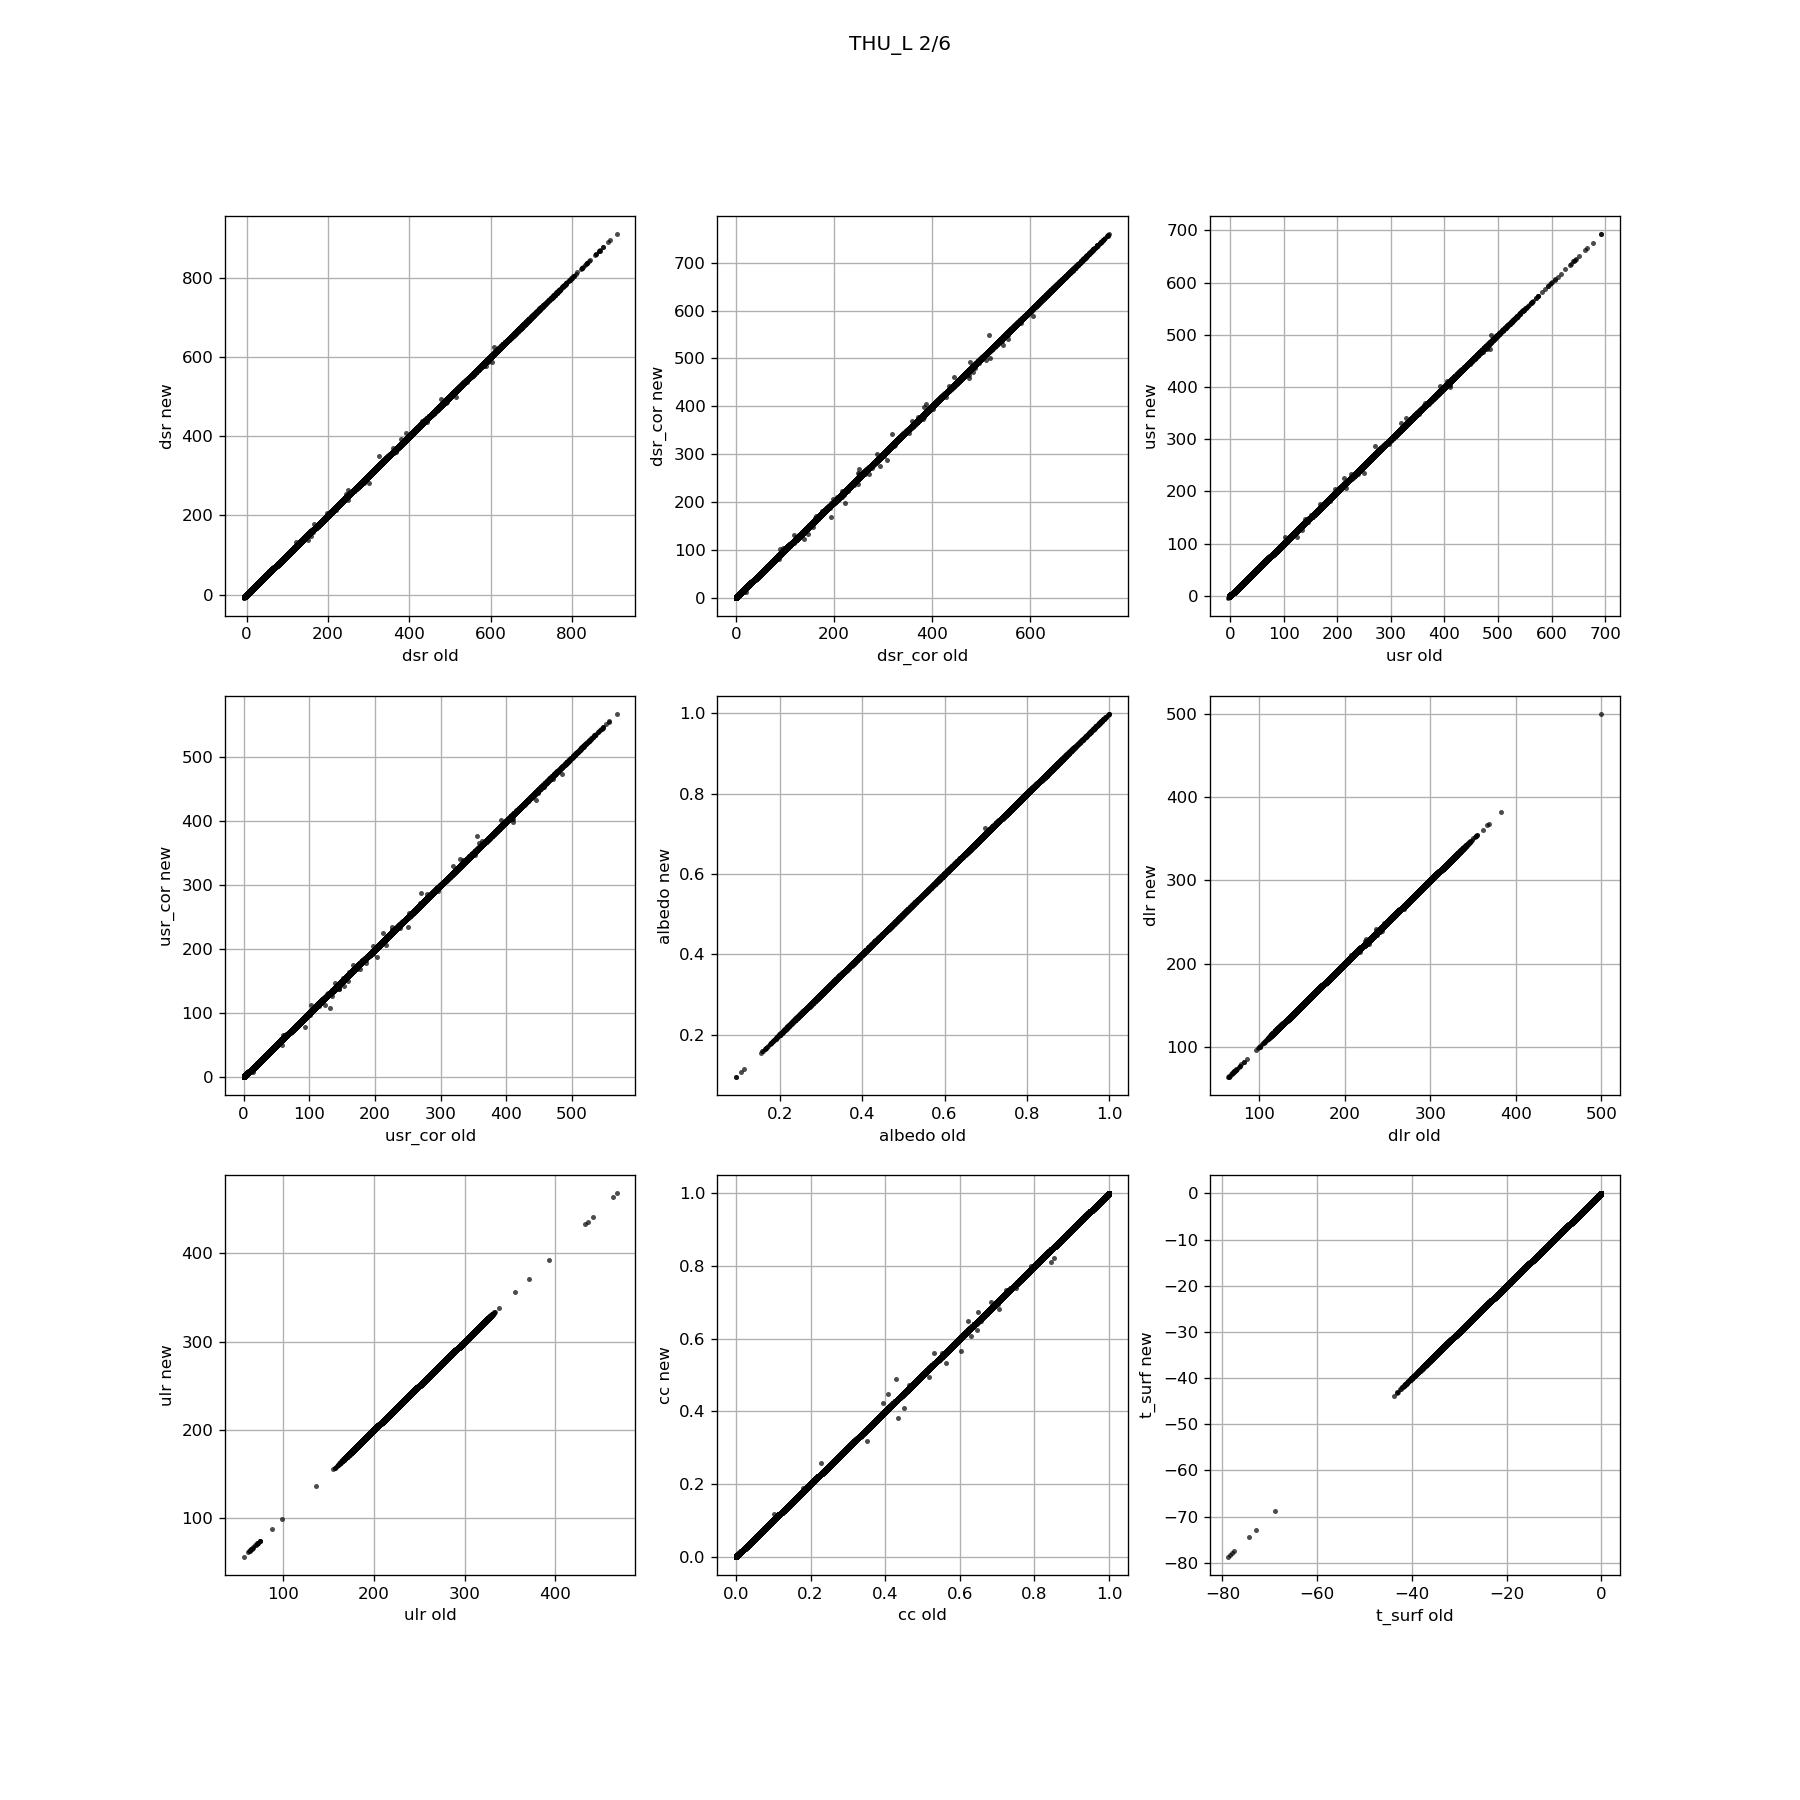 THU_L 2/6
dsr new
800
600
400
200
0
0 200 400 600 800
dsr old
dsr_cor new
700
600
500
400
300
200
100
0
0 200 400 600
dsr_cor old
usr new
700
600
500
400
300
200
100
0
0 100 200 300 400 500 600 700
usr old
usr_cor new
500
400
300
200
100
0
0 100 200 300 400 500
usr_cor old
albedo new
1.0
0.8
0.6
0.4
0.2
0.2 0.4 0.6 0.8 1.0
albedo old
dlr new
500
400
300
200
100
100 200 300 400 500
dlr old
ulr new
400
300
200
100
100 200 300 400
ulr old
cc new
1.0
0.8
0.6
0.4
0.2
0.0
0.0 0.2 0.4 0.6 0.8 1.0
cc old
t_surf new
0
−10
−20
−30
−40
−50
−60
−70
−80
−80 −60 −40 −20 0
t_surf old